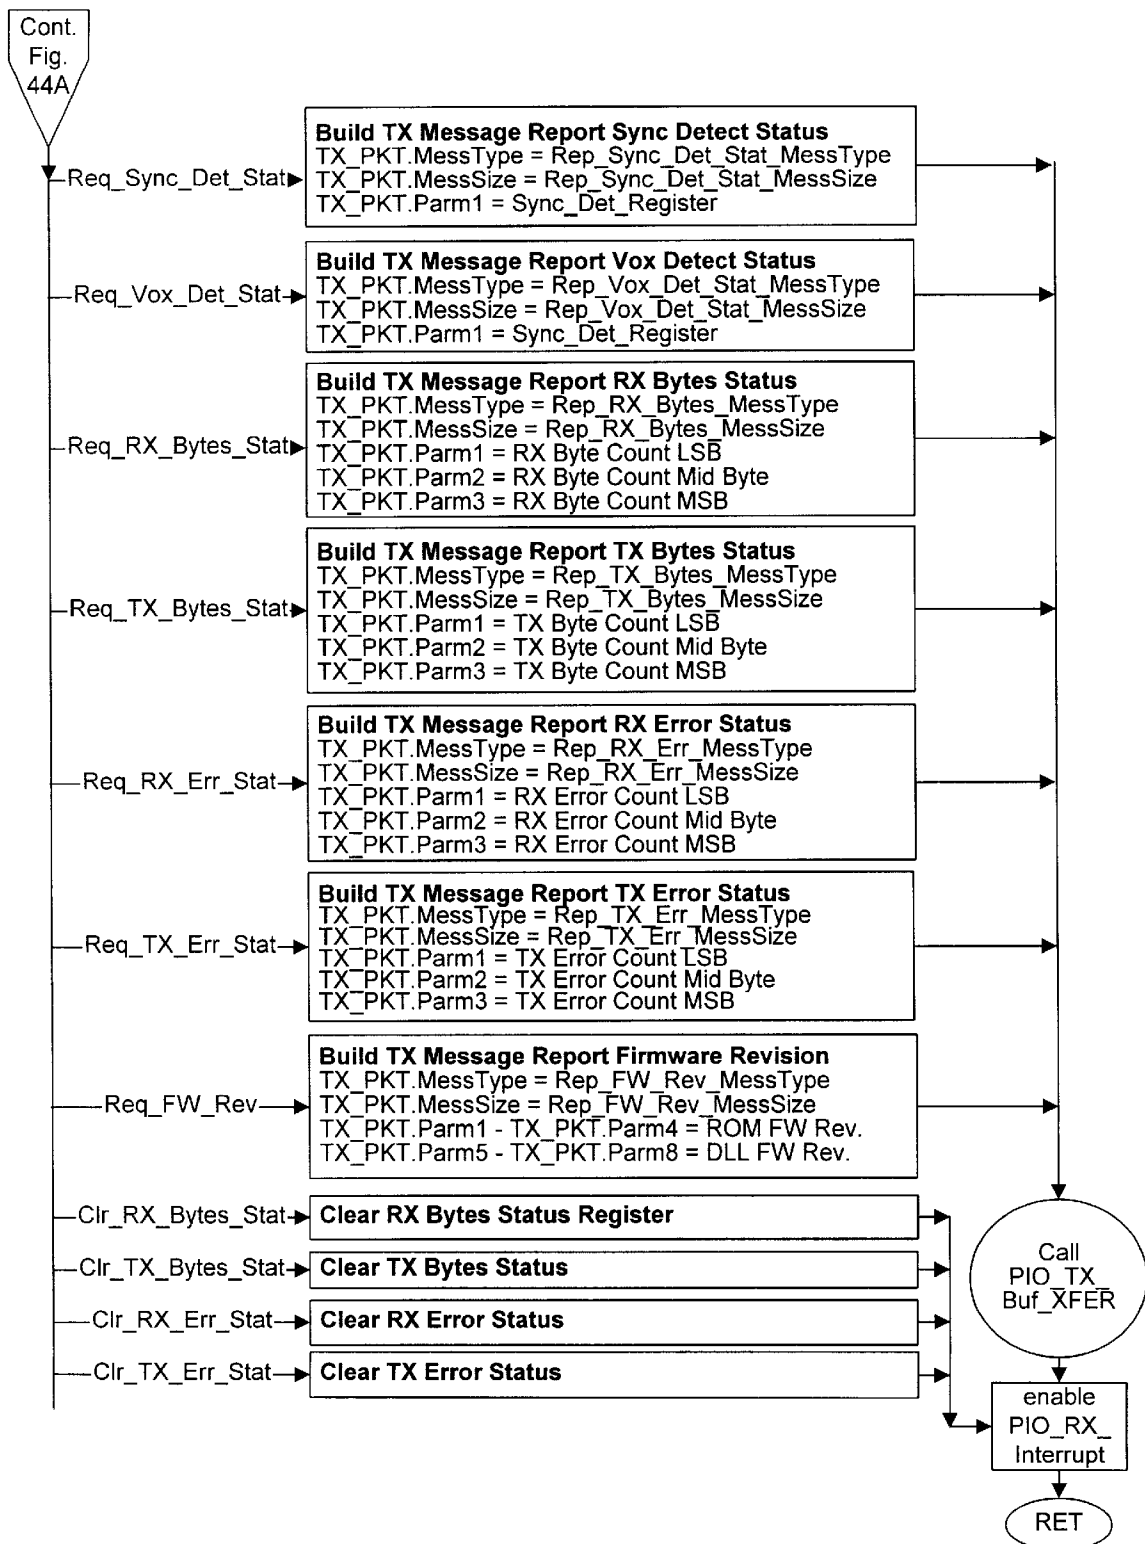 Cont.
Fig.
44A
Req_Sync_Det_Stat
Build TX Message Report Sync Detect Status
TX_PKT.MessType = Rep_Sync_Det_Stat_MessType
TX_PKT.MessSize = Rep_Sync_Det_Stat_MessSize
TX_PKT.Parm1 = Sync_Det_Register
Req_Vox_Det_Stat
Build TX Message Report Vox Detect Status
TX_PKT.MessType = Rep_Vox_Det_Stat_MessType
TX_PKT.MessSize = Rep_Vox_Det_Stat_MessSize
TX_PKT.Parm1 = Sync_Det_Register
Req_RX_Bytes_Stat
Build TX Message Report RX Bytes Status
TX_PKT.MessType = Rep_RX_Bytes_MessType
TX_PKT.MessSize = Rep_RX_Bytes_MessSize
TX_PKT.Parm1 = RX Byte Count LSB
TX_PKT.Parm2 = RX Byte Count Mid Byte
TX_PKT.Parm3 = RX Byte Count MSB
Req_TX_Bytes_Stat
Build TX Message Report TX Bytes Status
TX_PKT.MessType = Rep_TX_Bytes_MessType
TX_PKT.MessSize = Rep_TX_Bytes_MessSize
TX_PKT.Parm1 = TX Byte Count LSB
TX_PKT.Parm2 = TX Byte Count Mid Byte
TX_PKT.Parm3 = TX Byte Count MSB
Req_RX_Err_Stat
Build TX Message Report RX Error Status
TX_PKT.MessType = Rep_RX_Err_MessType
TX_PKT.MessSize = Rep_RX_Err_MessSize
TX_PKT.Parm1 = RX Error Count LSB
TX_PKT.Parm2 = RX Error Count Mid Byte
TX_PKT.Parm3 = RX Error Count MSB
Req_TX_Err_Stat
Build TX Message Report TX Error Status
TX_PKT.MessType = Rep_TX_Err_MessType
TX_PKT.MessSize = Rep_TX_Err_MessSize
TX_PKT.Parm1 = TX Error Count LSB
TX_PKT.Parm2 = TX Error Count Mid Byte
TX_PKT.Parm3 = TX Error Count MSB
Req_FW_Rev
Build TX Message Report Firmware Revision
TX_PKT.MessType = Rep_FW_Rev_MessType
TX_PKT.MessSize = Rep_FW_Rev_MessSize
TX_PKT.Parm1 - TX_PKT.Parm4 = ROM FW Rev.
TX_PKT.Parm5 - TX_PKT.Parm8 = DLL FW Rev.
Clr_RX_Bytes_Stat
Clear RX Bytes Status Register
Clr_TX_Bytes_Stat
Clear TX Bytes Status
Clr_RX_Err_Stat
Clear RX Error Status
Clr_TX_Err_Stat
Clear TX Error Status
Call
PIO_TX_
Buf_XFER
enable
PIO_RX_
Interrupt
RET